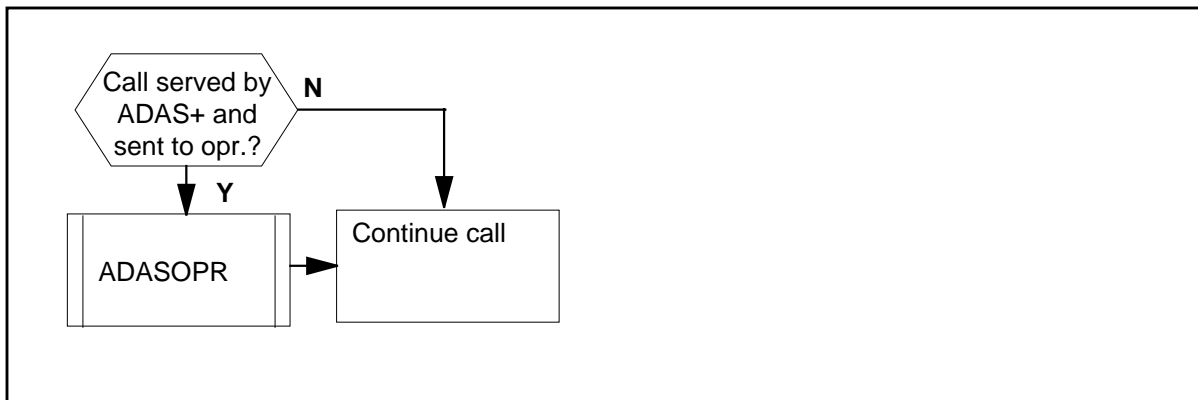 Call served by
ADAS+ and
sent to opr.?
N
Y
ADASOPR
Continue call